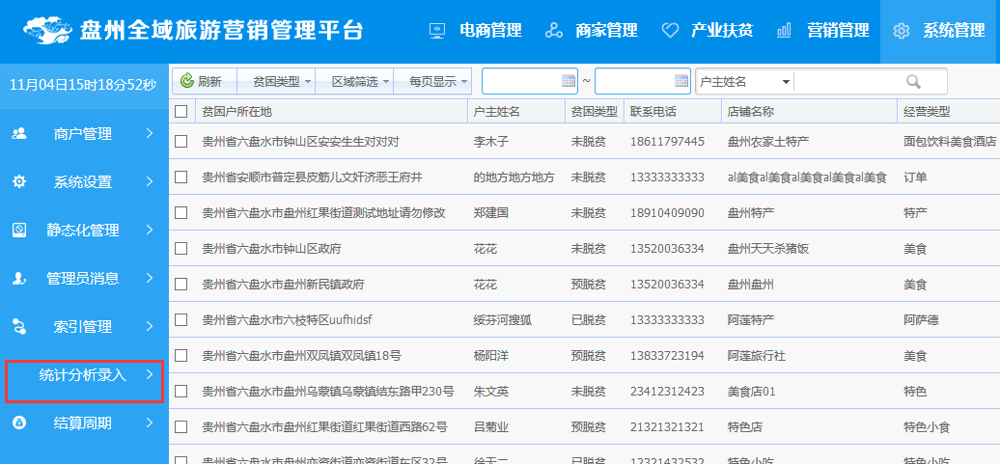 盘州全域旅游营销管理平台 电商管理 商家管理 产业扶贫 营销管理 系统管理
11月04日15时18分52秒
商户管理
系统设置
静态化管理
管理员消息
索引管理
统计分析录入
结算周期
刷新 贫困类型 区域筛选 每页显示 ~ 户主姓名
贫困户所在地 户主姓名 贫困类型 联系电话 店铺名称 经营类型
贵州省六盘水市钟山区安安生生对对对 李木子 未脱贫 18611797445 盘州农家土特产 面包饮料美食酒店
贵州省安顺市普定县皮筋儿文奸济恶王府井 的地方地方地方 未脱贫 13333333333 al美食al美食al美食al美食al美食 订单
贵州省六盘水市盘州红果街道测试地址请勿修改 郑建国 未脱贫 18910409090 盘州特产 特产
贵州省六盘水市钟山区政府 花花 未脱贫 13520036334 盘州天天杀猪饭 美食
贵州省六盘水市盘州新民镇政府 花花 预脱贫 13520036334 盘州盘州 美食
贵州省六盘水市六枝特区uufhidsf 绥芬河搜狐 已脱贫 13333333333 阿莲特产 阿萨德
贵州省六盘水市盘州双凤镇双凤镇18号 杨阳洋 预脱贫 13833723194 阿莲旅行社 美食
贵州省六盘水市盘州乌蒙镇乌蒙镇结东路甲230号 朱文英 未脱贫 23412312423 美食店01 特色
贵州省六盘水市盘州红果街道红果街道西路62号 吕菊业 预脱贫 21321321321 特色店 特色小食
贵州省六盘水市盘州亦资街道亦资街道东区32号 徐无二 已脱贫 12321432532 特色小吃 特色小吃